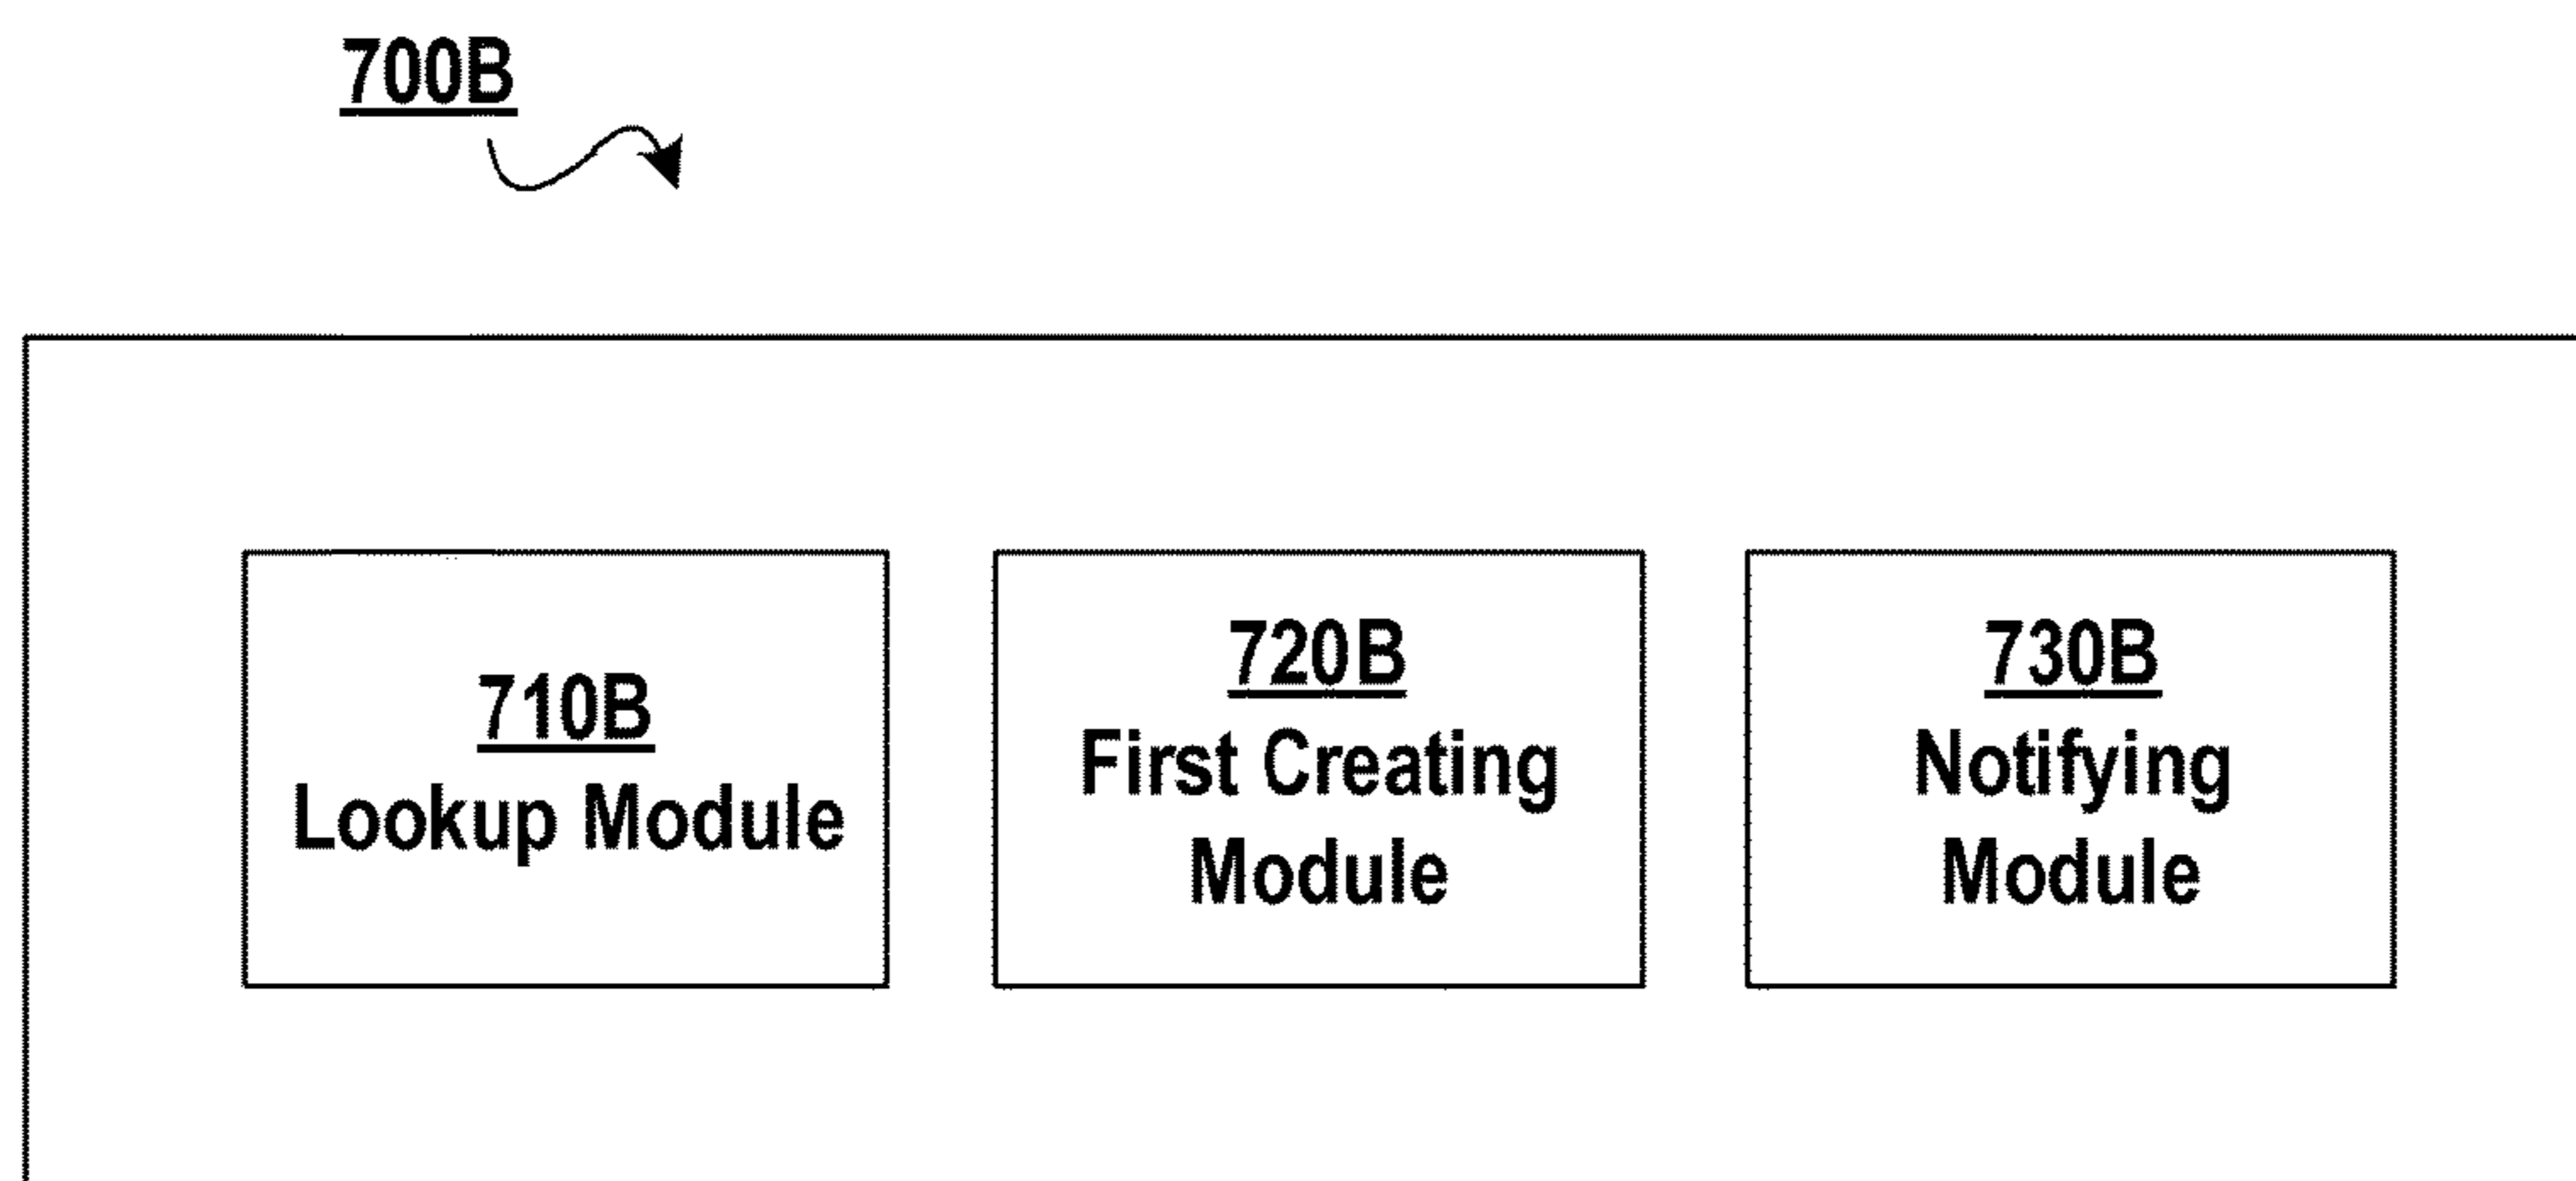 700B
710B
Lookup Module
720B
First Creating
Module
730B
Notifying
Module